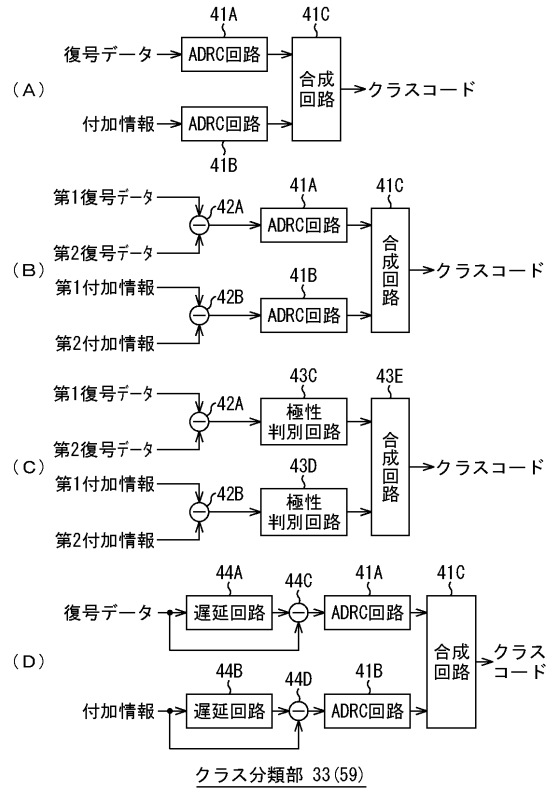 41A
41C
復号データ
ADRC回路
合成
回路
クラスコード
(A)
付加情報
ADRC回路
41B
第1復号データ
42A
41A
41C
第2復号データ
ADRC回路
合成回路
クラスコード
(B)
第1付加情報
42B
41B
ADRC回路
第2付加情報
第1復号データ
42A
43C
43E
第2復号データ
極性
判別回路
合成回路
クラスコード
(C)
第1付加情報
42B
43D
極性
判別回路
第2付加情報
44A
44C
41A
41C
復号データ
遅延回路
ADRC回路
合成
回路
クラス
コード
(D)
44B
44D
41B
付加情報
遅延回路
ADRC回路
クラス分類部 33(59)